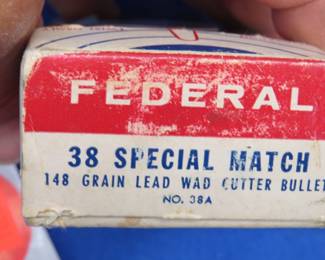 FEDERAL
38 SPECIAL MATCH
148 GRAIN LEAD WAD CUTTER BULLET
NO. 38A